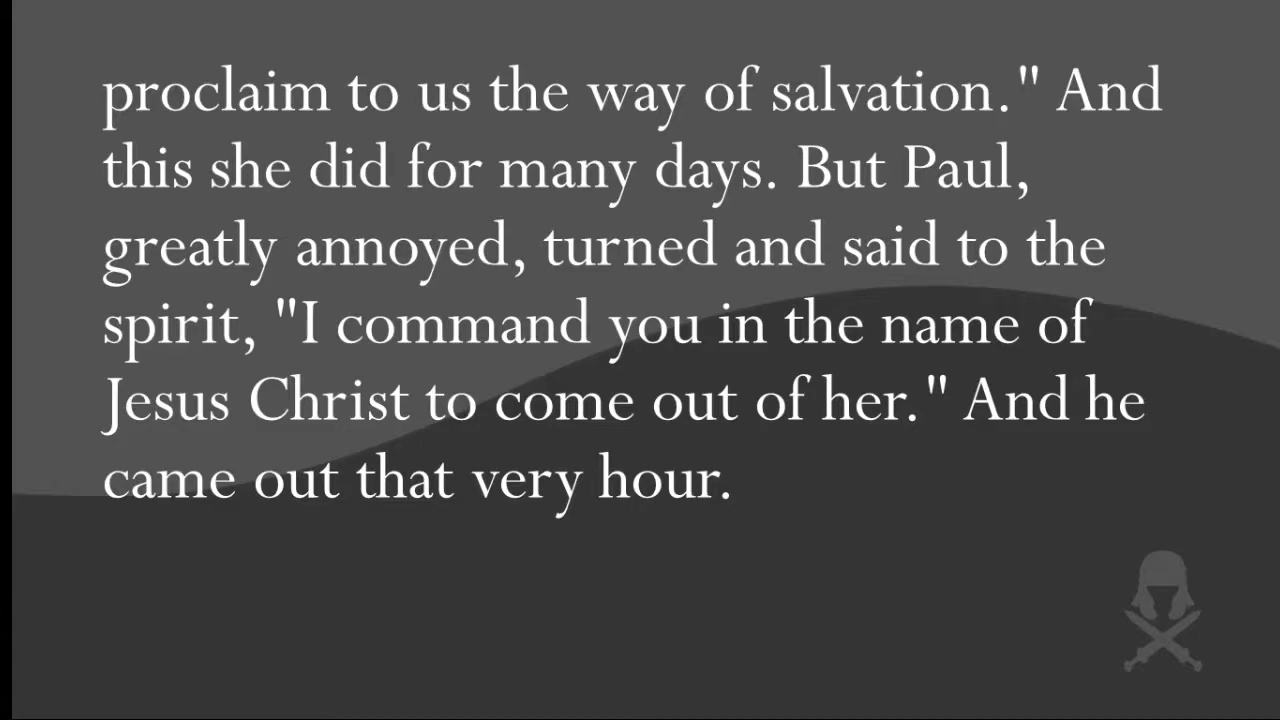 proclaim to us the way of salvation." And
this she did for many days. But Paul,
greatly annoyed, turned and said to the
spirit, "I command you in the name of
Jesus Christ to come out of her." And he
came out that very hour.